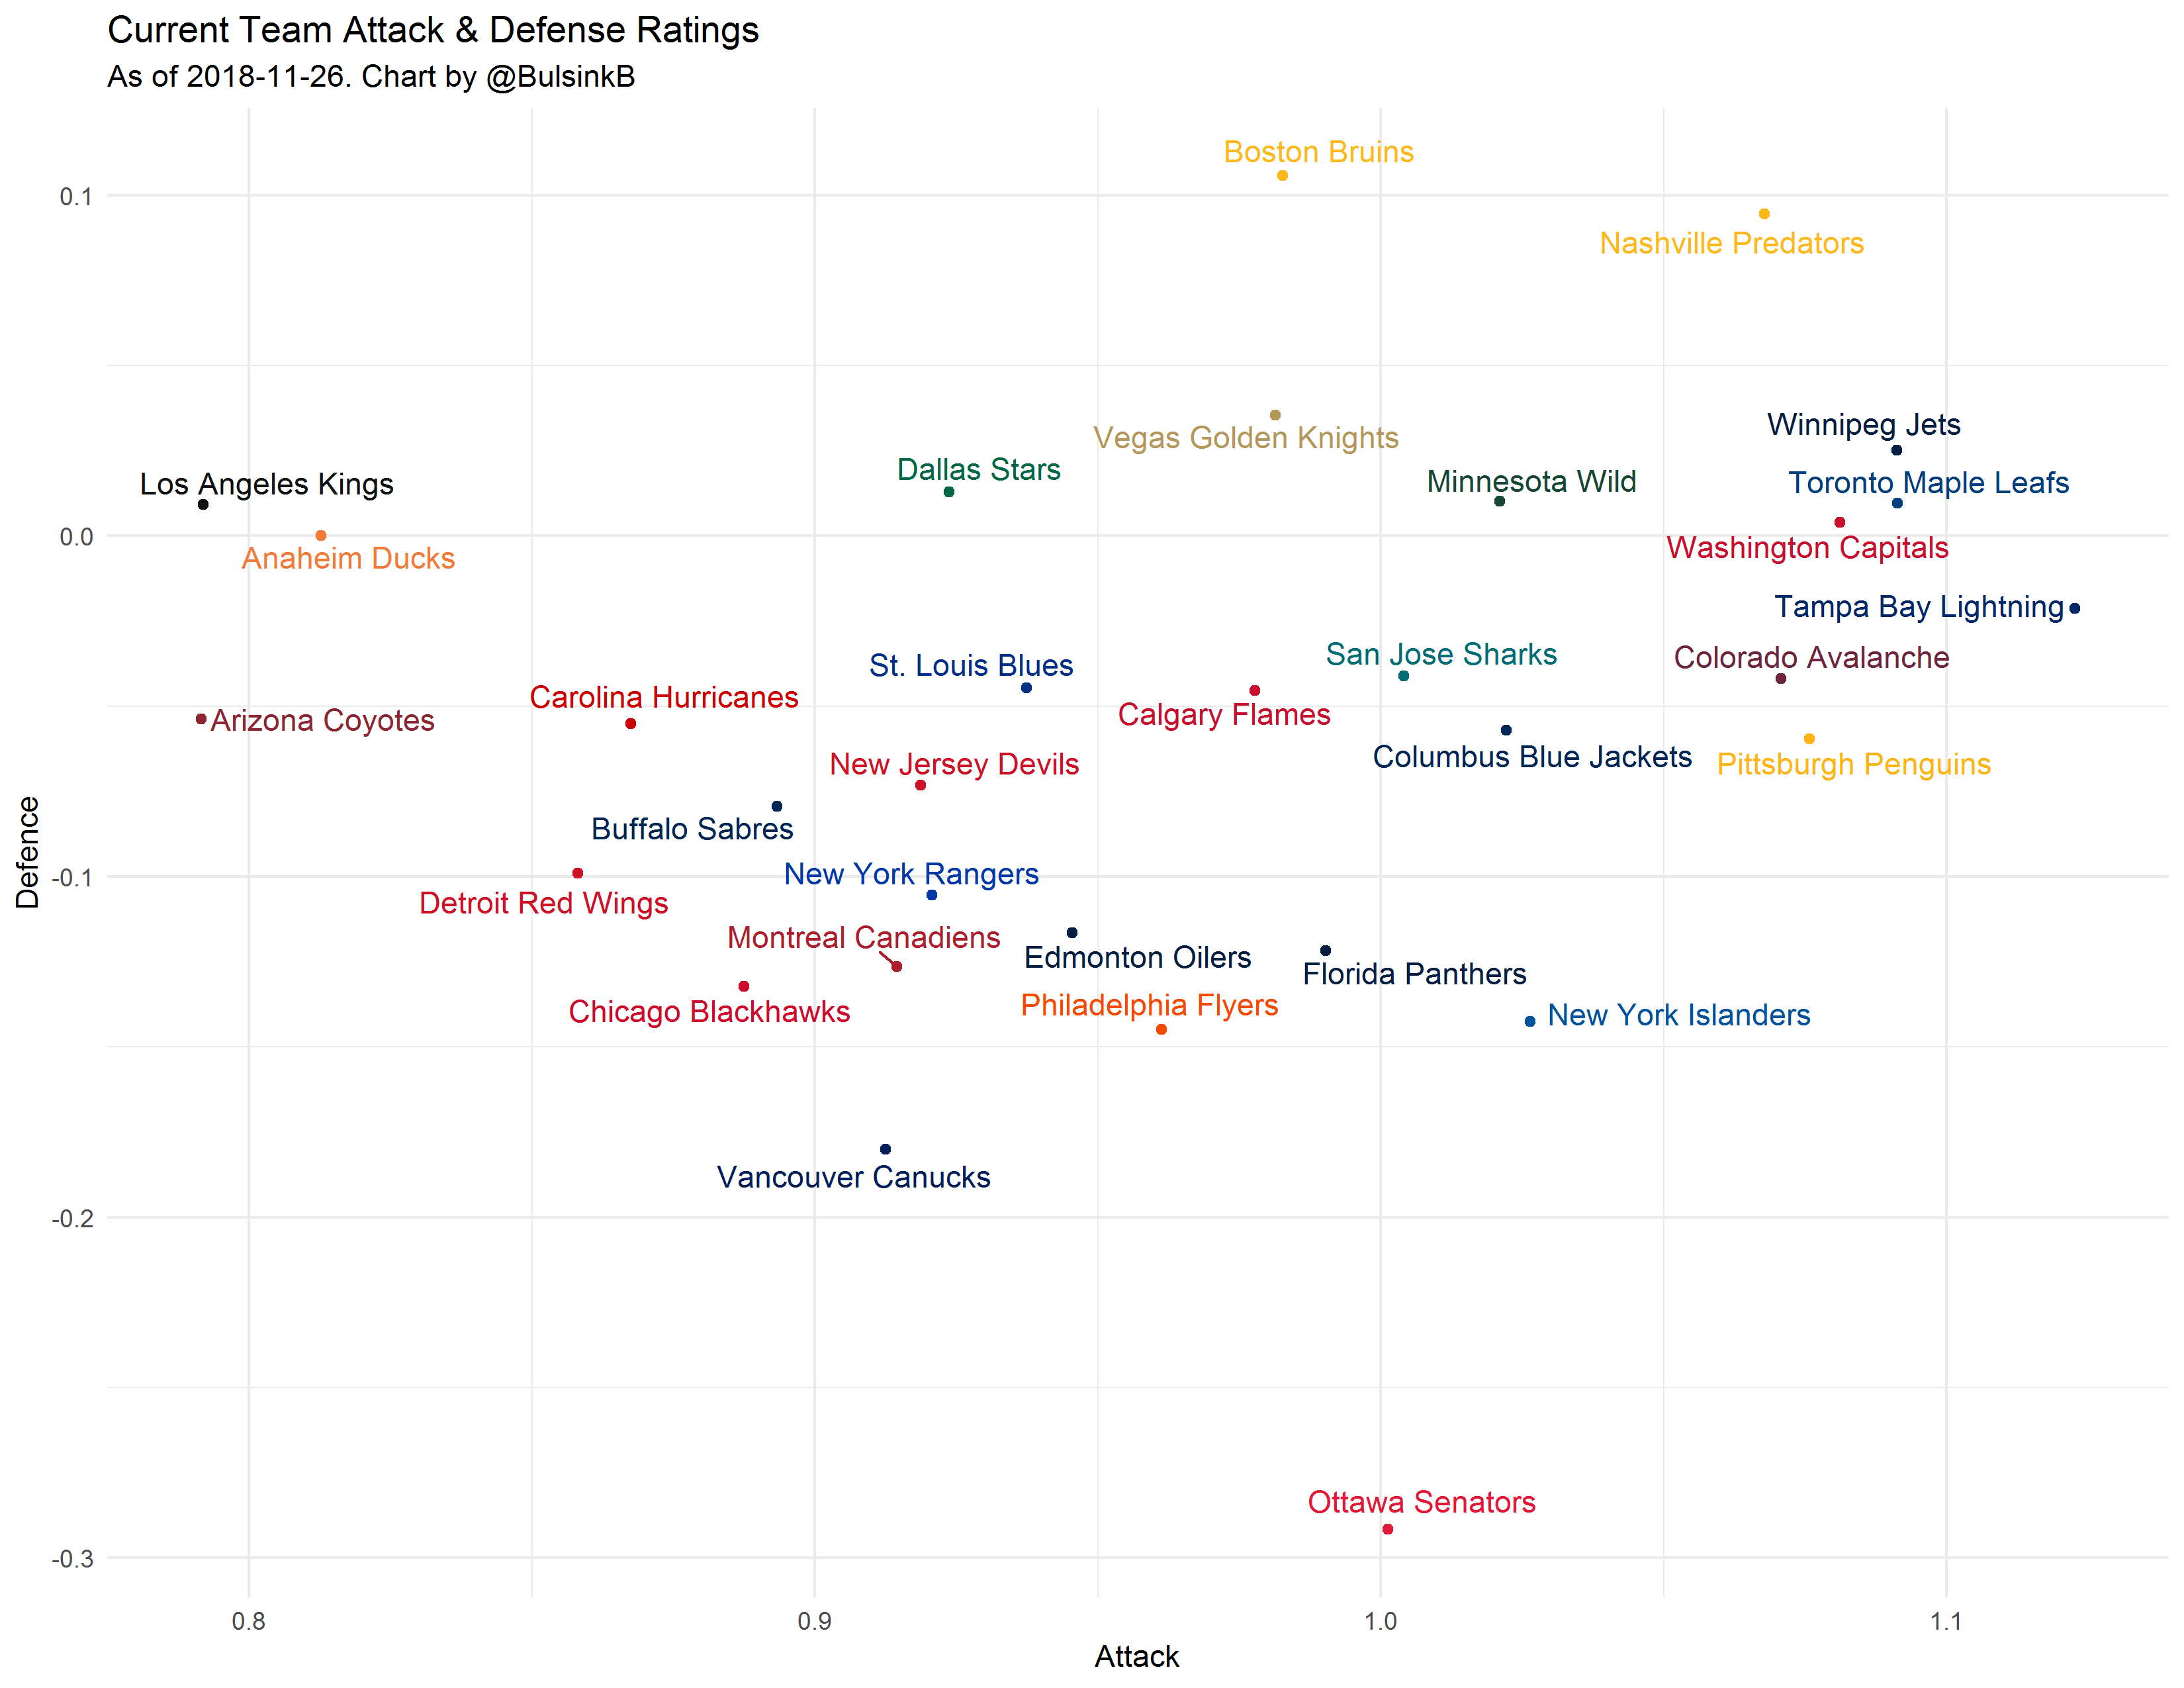 Current Team Attack & Defense Ratings
As of 2018-11-26. Chart by @BulsinkB
Boston Bruins
0.1
Nashville Predators
Winnipeg Jets
Vegas Golden Knights
Dallas Stars
Minnesota Wild
Toronto Maple Leafs
Los Angeles Kings
0.0
Washington Capitals
Anaheim Ducks
Tampa Bay Lightning
San Jose Sharks
Colorado Avalanche
St. Louis Blues
Carolina Hurricanes
Calgary Flames
Arizona Coyotes
Columbus Blue Jackets
New Jersey Devils
Pittsburgh Penguins
Buffalo Sabres
Defence
New York Rangers
-0.1
Detroit Red Wings
Montreal Canadiens
Edmonton Oilers
Florida Panthers
Philadelphia Flyers
Chicago Blackhawks
New York Islanders
Vancouver Canucks
-0.2
Ottawa Senators
-0.3
0.8
0.9
1.0
1.1
Attack